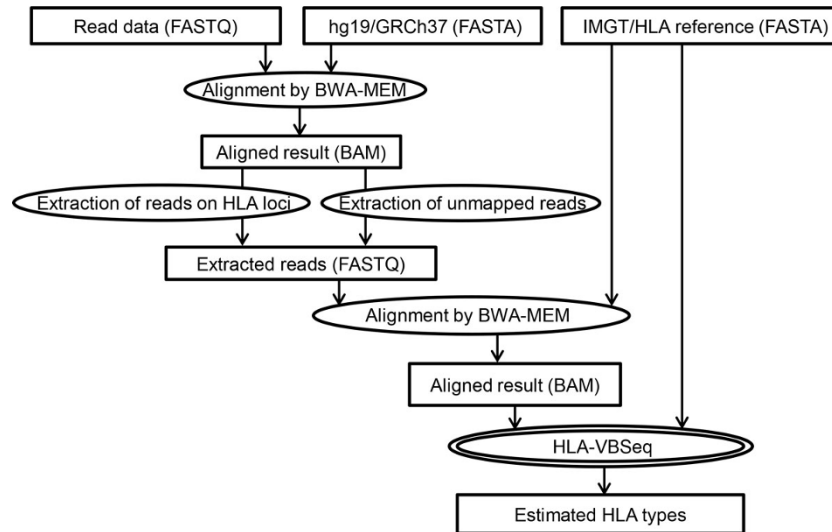 Read data (FASTQ)
hg19/GRCh37 (FASTA)
IMGT/HLA reference (FASTA)
Alignment by BWA-MEM
Aligned result (BAM)
Extraction of reads on HLA loci
Extraction of unmapped reads
Extracted reads (FASTQ)
Alignment by BWA-MEM
Aligned result (BAM)
HLA-VBSeq
Estimated HLA types